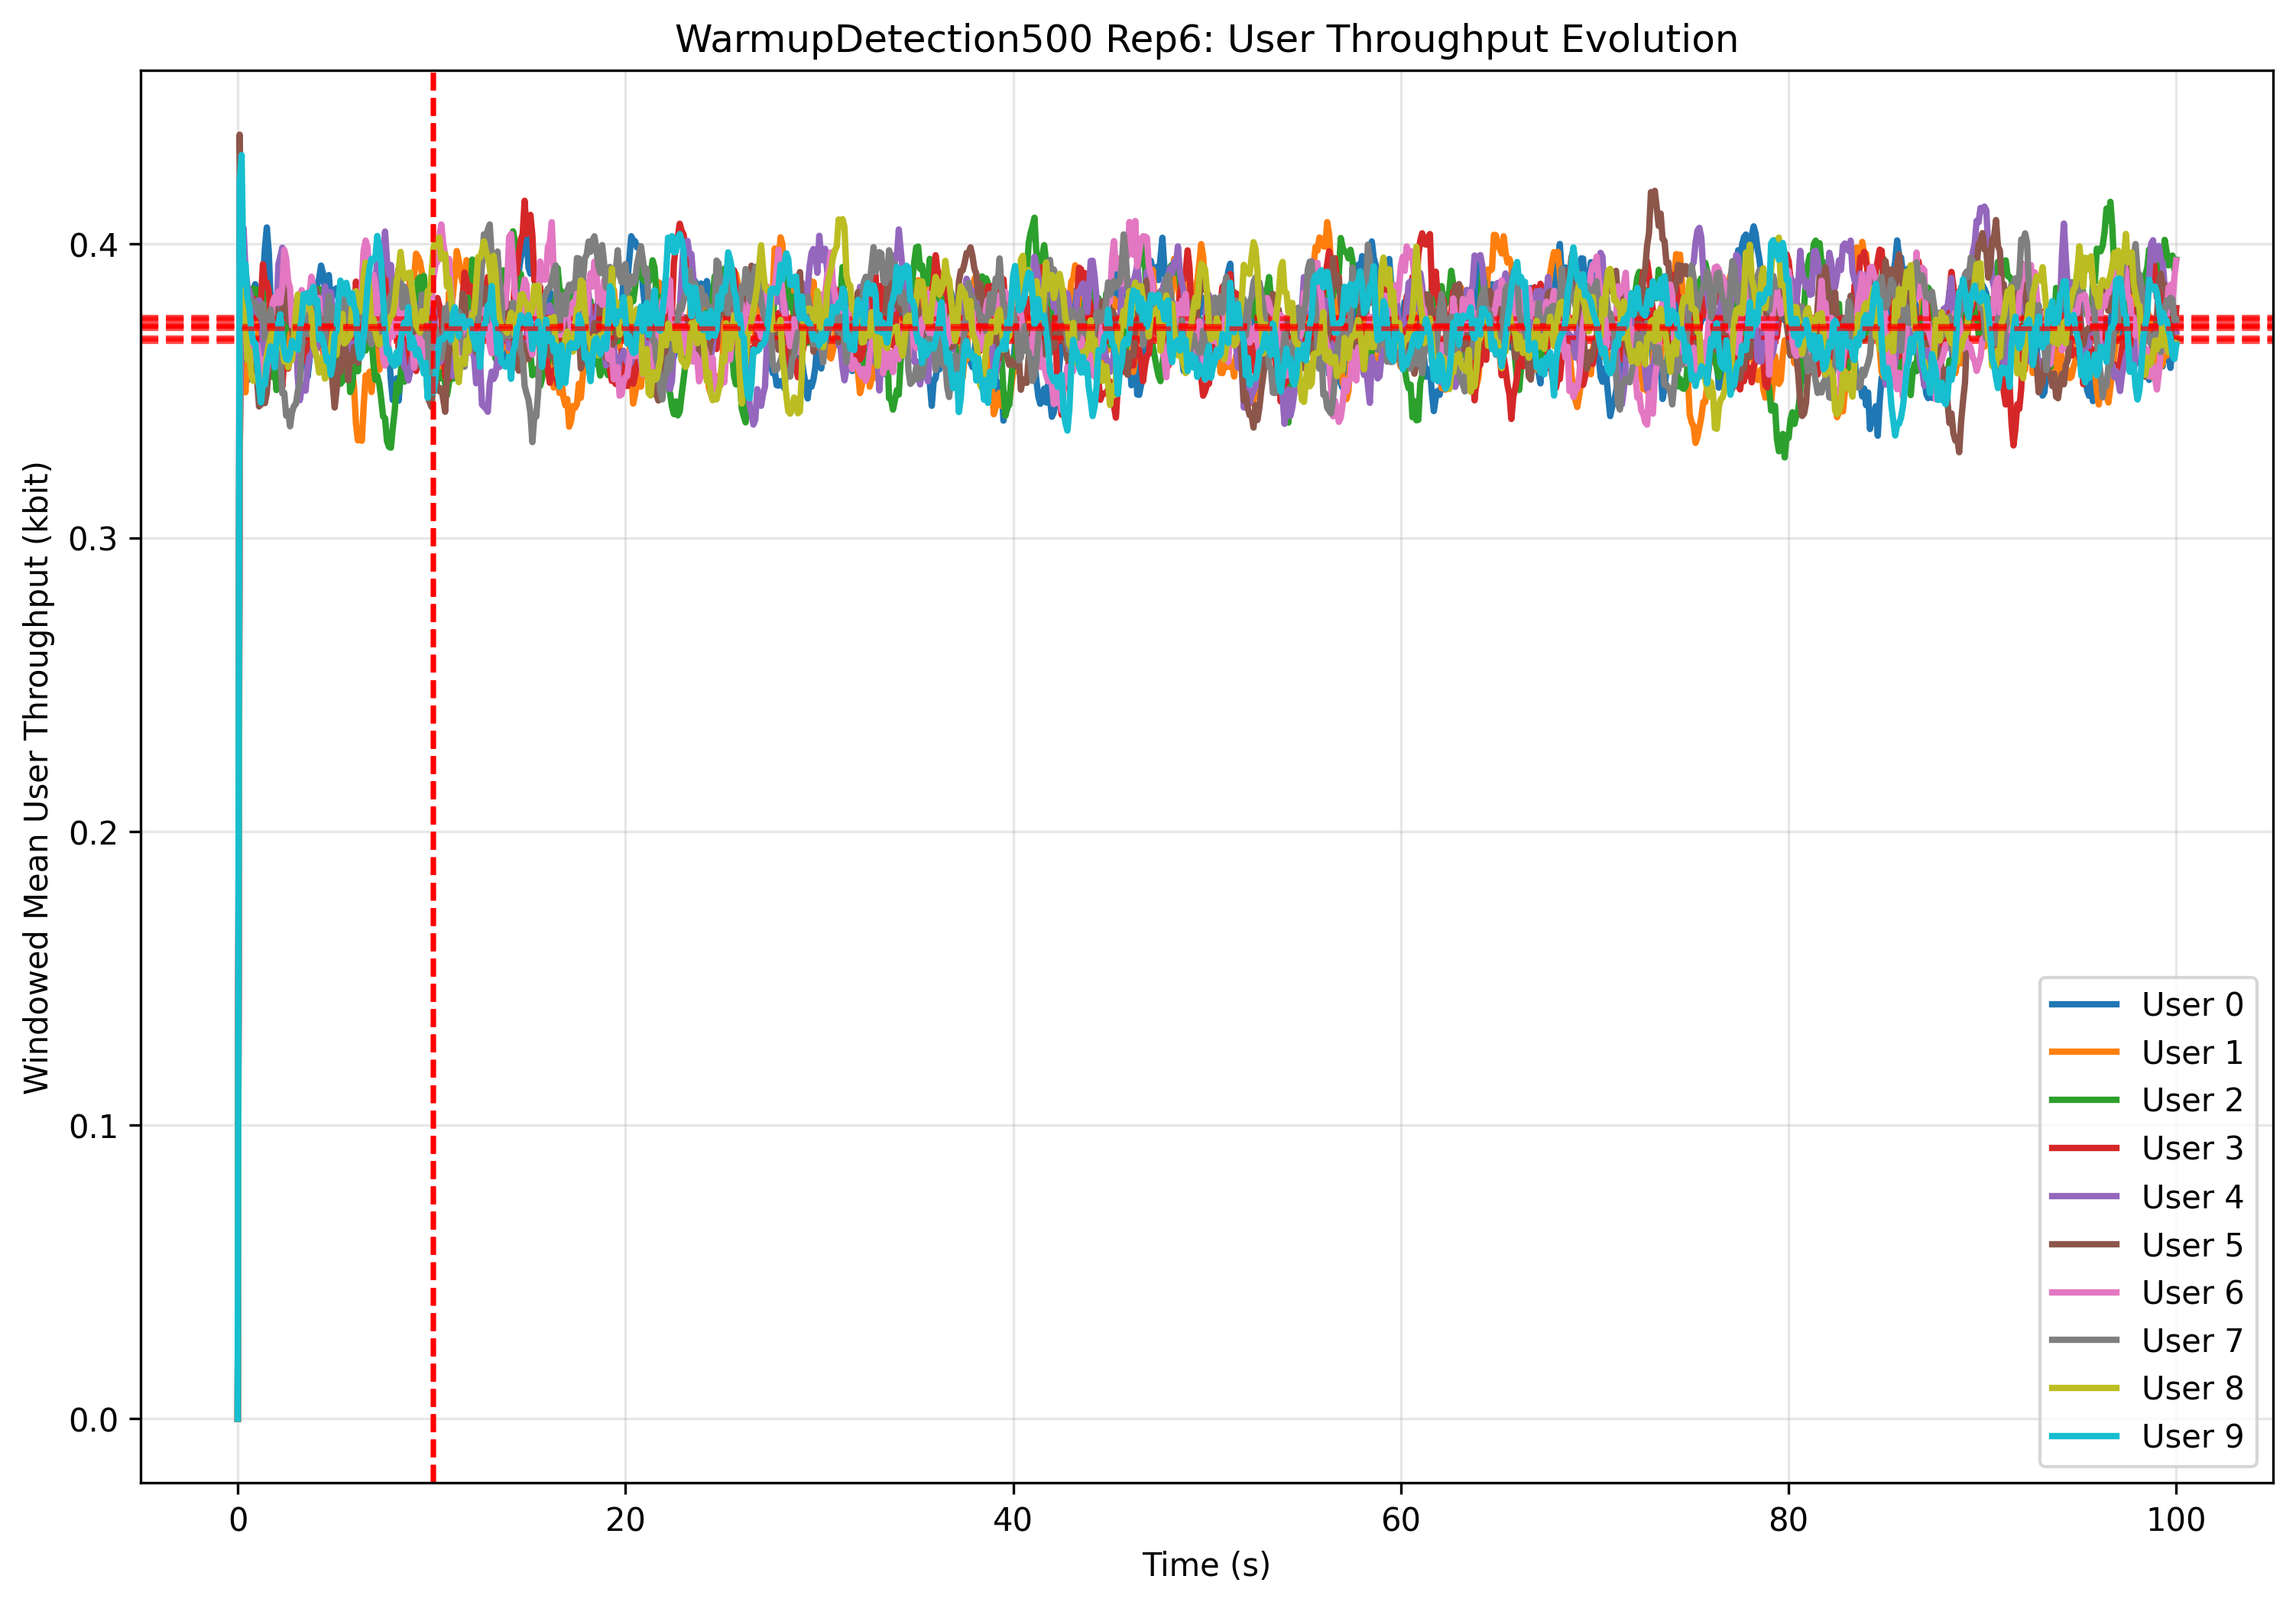 WarmupDetection500 Rep6: User Throughput Evolution
Windowed Mean User Throughput (kbit)
0.4
0.3
0.2
0.1
0.0
0
20
40
60
80
100
Time (s)
User 0
User 1
User 2
User 3
User 4
User 5
User 6
User 7
User 8
User 9